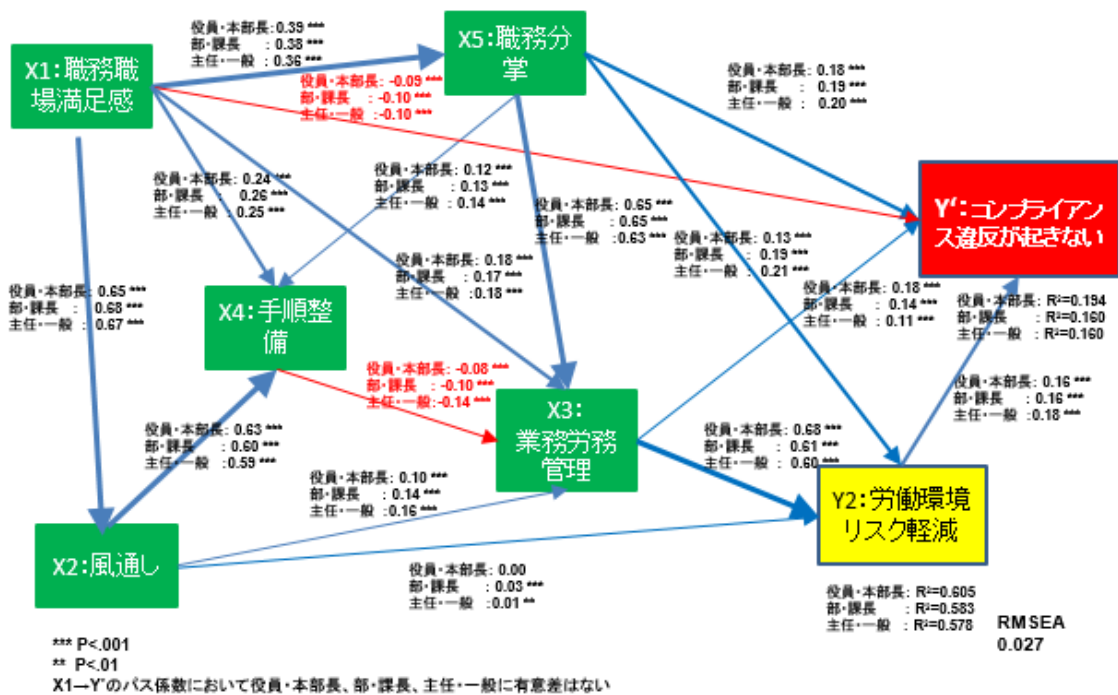 役員・本部長: 0.39 ***
部・課長 : 0.38 ***
主任・一般 : 0.36 ***
X1:職務職
場満足感
X5:職務分
掌
役員・本部長: -0.09 ***
部・課長 : -0.10 ***
主任・一般 : -0.10 ***
役員・本部長: 0.18 ***
部・課長 : 0.19 ***
主任・一般 : 0.20 ***
役員・本部長: 0.24 ***
部・課長 : 0.26 ***
主任・一般 : 0.25 ***
役員・本部長: 0.12 ***
部・課長 : 0.13 ***
主任・一般 : 0.14 ***
役員・本部長: 0.65 ***
部・課長 : 0.65 ***
主任・一般 : 0.63 ***
Y':コンプライアン
ス違反が起きない
役員・本部長: 0.13 ***
部・課長 : 0.19 ***
主任・一般 : 0.21 ***
役員・本部長: 0.18 ***
部・課長 : 0.17 ***
主任・一般 : 0.18 ***
役員・本部長: 0.18 ***
部・課長 : 0.14 ***
主任・一般 : 0.11 ***
役員・本部長: 0.65 ***
部・課長 : 0.68 ***
主任・一般 : 0.67 ***
X4:手順整
備
役員・本部長: R²=0.194
部・課長 : R²=0.160
主任・一般 : R²=0.160
役員・本部長: -0.08 ***
部・課長 : -0.10 ***
主任・一般 :-0.14 ***
役員・本部長: 0.16 ***
部・課長 : 0.16 ***
主任・一般 : 0.18 ***
X3:
業務労務
管理
役員・本部長: 0.63 ***
部・課長 : 0.60 ***
主任・一般 :0.59 ***
役員・本部長: 0.68 ***
部・課長 : 0.61 ***
主任・一般 : 0.60 ***
役員・本部長: 0.10 ***
部・課長 : 0.14 ***
主任・一般 : 0.16 ***
Y2:労働環境
リスク軽減
X2:風通し
役員・本部長: 0.00
部・課長 : 0.03 ***
主任・一般 :0.01 **
役員・本部長: R²=0.605
部・課長 : R²=0.583
主任・一般 : R²=0.578
RMSEA
0.027
*** P<.001
** P<.01
X1→Y'のパス係数において役員・本部長、部・課長、主任・一般に有意差はない